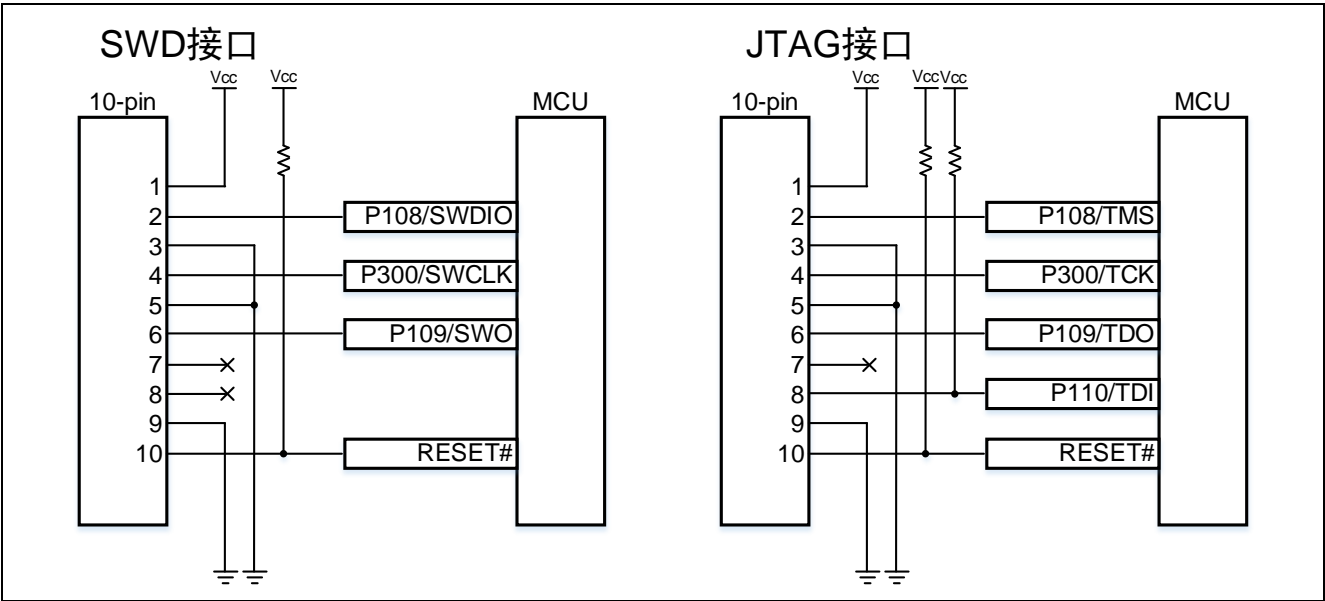 SWD接口
Vcc
Vcc
10-pin
MCU
1
2
P108/SWDIO
3
4
P300/SWCLK
5
6
P109/SWO
7
8
9
10
RESET#
JTAG接口
Vcc
Vcc
Vcc
10-pin
MCU
1
2
P108/TMS
3
4
P300/TCK
5
6
P109/TDO
7
8
P110/TDI
9
10
RESET#